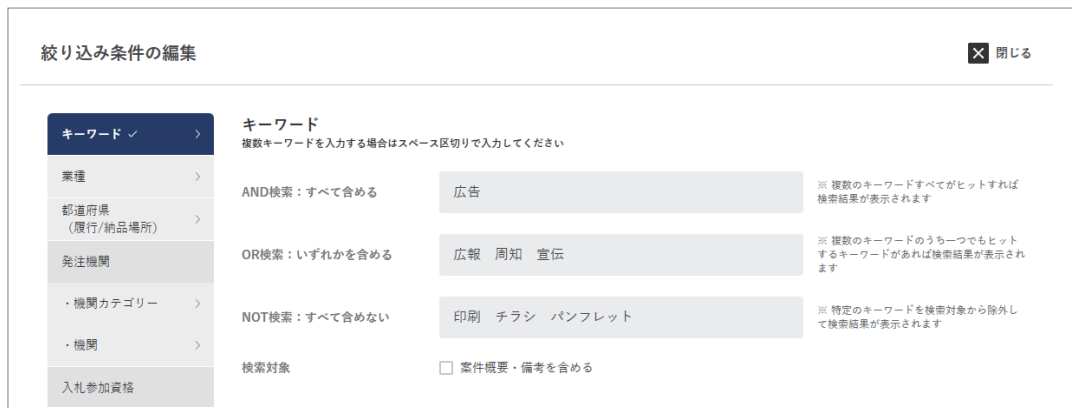 絞り込み条件の編集
閉じる
キーワード
業種
都道府県
（履行/納品場所）
発注機関
・機関カテゴリー
・機関
入札参加資格
キーワード
複数キーワードを入力する場合はスペース区切りで入力してください
AND検索：すべて含める
広告
※ 複数のキーワードすべてがヒットすれば
検索結果が表示されます
OR検索：いずれかを含める
広報　周知　宣伝
※ 複数のキーワードのうち一つでもヒット
するキーワードがあれば検索結果が表示され
ます
NOT検索：すべて含めない
印刷　チラシ　パンフレット
※ 特定のキーワードを検索対象から除外し
て検索結果が表示されます
検索対象
案件概要・備考を含める